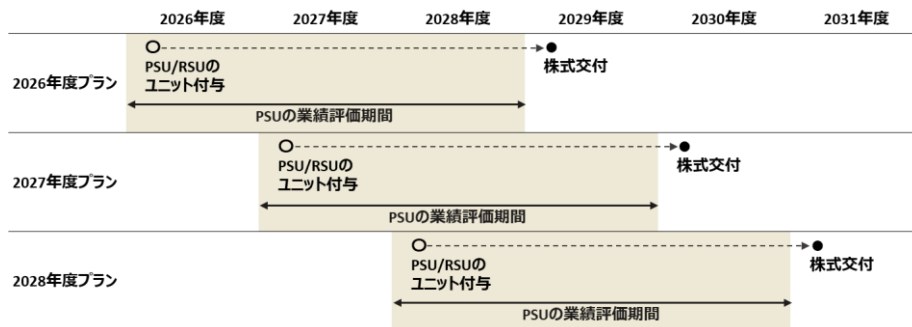 2026年度 2027年度 2028年度 2029年度 2030年度 2031年度
2026年度プラン
PSU/RSUの
ユニット付与
株式交付
PSUの業績評価期間
2027年度プラン
PSU/RSUの
ユニット付与
株式交付
PSUの業績評価期間
2028年度プラン
PSU/RSUの
ユニット付与
株式交付
PSUの業績評価期間